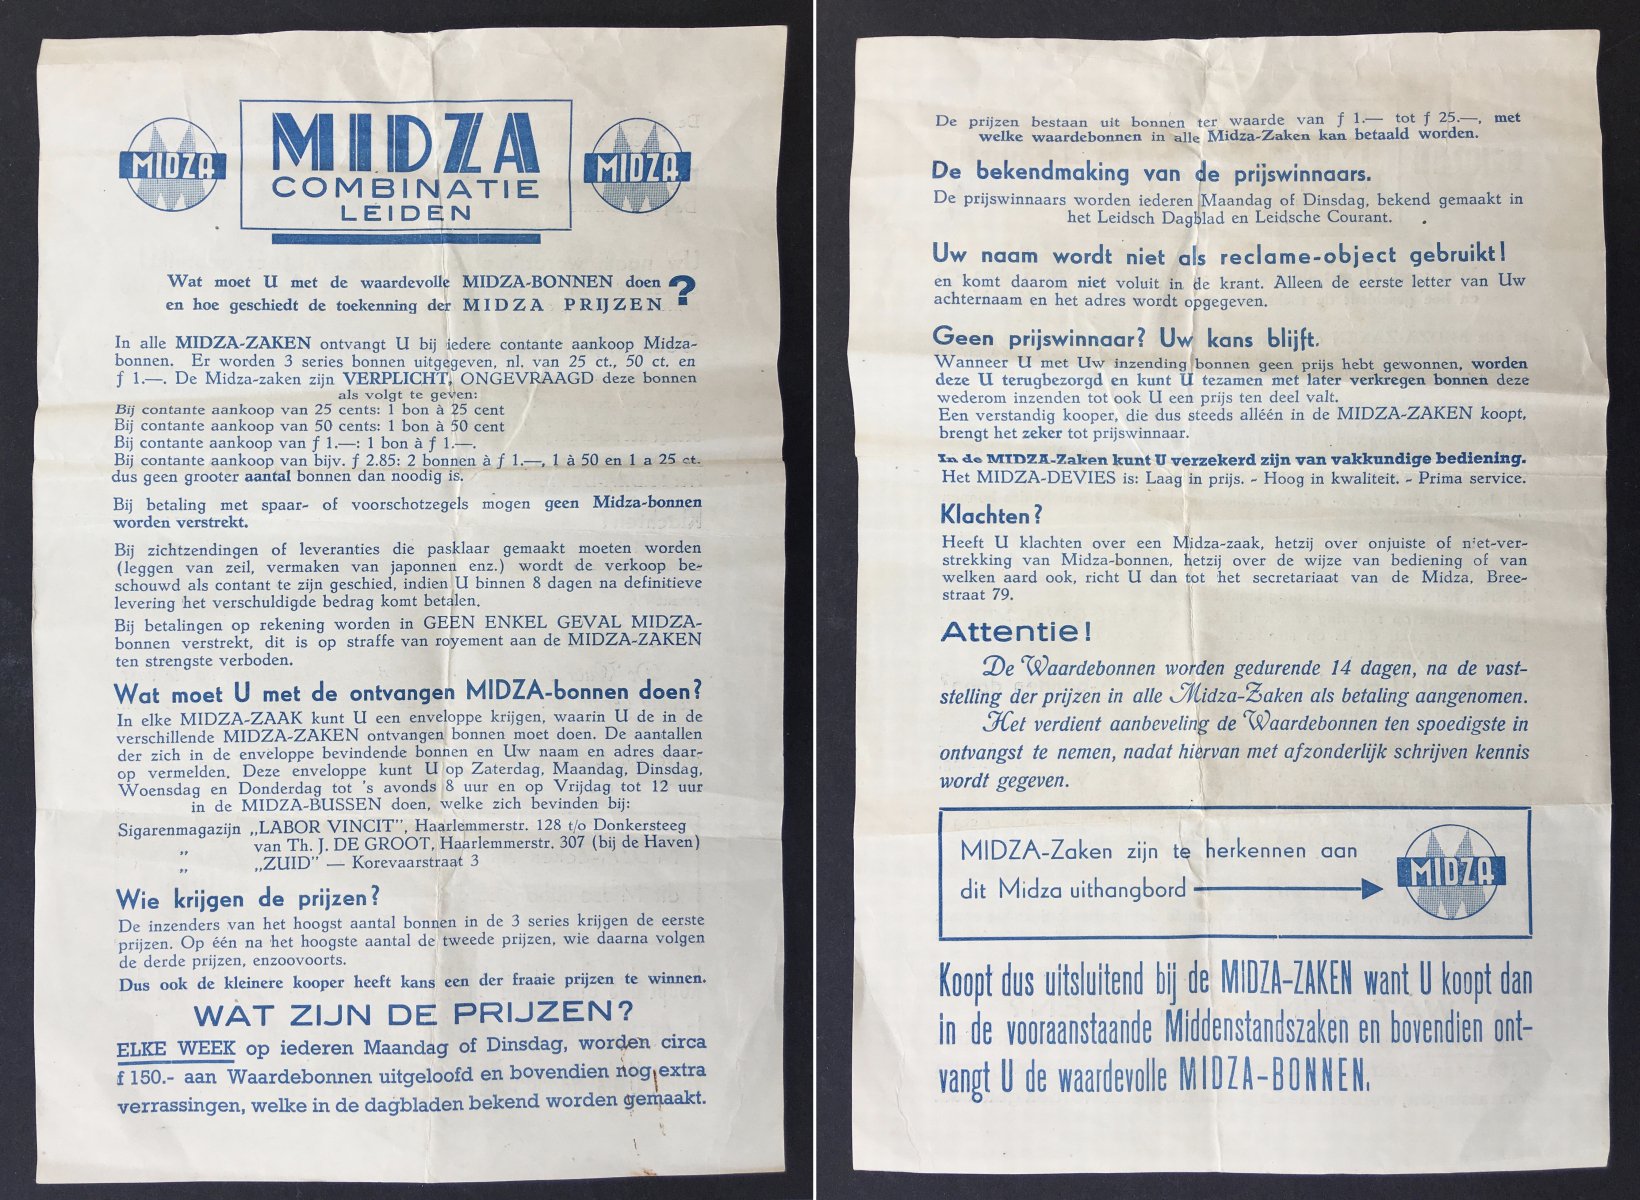 MIDZA
MIDZA
COMBINATIE
LEIDEN
MIDZA
Wat moet U met de waardevolle MIDZA-BONNEN doen
en hoe geschiedt de toekenning der MIDZA PRIJZEN ?
In alle MIDZA-ZAKEN ontvangt U bij iedere contante aankoop Midza-
bonnen. Er worden 3 series bonnen uitgegeven, nl. van 25 ct., 50 ct. en
f 1.—. De Midza-zaken zijn VERPLICHT, ONGEVRAAGD deze bonnen
als volgt te geven:
Bij contante aankoop van 25 cents: 1 bon à 25 cent
Bij contante aankoop van 50 cents: 1 bon à 50 cent
Bij contante aankoop van f 1.—: 1 bon à f 1.—.
Bij contante aankoop van bijv. f 2.85: 2 bonnen à f 1.—, 1 à 50 en 1 a 25 ct.
dus geen grooter aantal bonnen dan noodig is.
Bij betaling met spaar- of voorschotzegels mogen geen Midza-bonnen
worden verstrekt.
Bij zichtzendingen of leveranties die pasklaar gemaakt moeten worden
(leggen van zeil, vermaken van japonnen enz.) wordt de verkoop be-
schouwd als contant te zijn geschied, indien U binnen 8 dagen na definitieve
levering het verschuldigde bedrag komt betalen.
Bij betalingen op rekening worden in GEEN ENKEL GEVAL MIDZA-
bonnen verstrekt, dit is op straffe van royement aan de MIDZA-ZAKEN
ten strengste verboden.
Wat moet U met de ontvangen MIDZA-bonnen doen?
In elke MIDZA-ZAAK kunt U een enveloppe krijgen, waarin U de in de
verschillende MIDZA-ZAKEN ontvangen bonnen moet doen. De aantallen
der zich in de enveloppe bevindende bonnen en Uw naam en adres daar-
op vermelden. Deze enveloppe kunt U op Zaterdag, Maandag, Dinsdag,
Woensdag en Donderdag tot 's avonds 8 uur en op Vrijdag tot 12 uur
in de MIDZA-BUSSEN doen, welke zich bevinden bij:
Sigarenmagazijn „LABOR VINCIT”, Haarlemmerstr. 128 t/o Donkersteeg
„ van Th. J. DE GROOT, Haarlemmerstr. 307 (bij de Haven)
„ „ZUID” — Korevaarstraat 3
Wie krijgen de prijzen?
De inzenders van het hoogst aantal bonnen in de 3 series krijgen de eerste
prijzen. Op één na het hoogste aantal de tweede prijzen, wie daarna volgen
de derde prijzen, enzoovoorts.
Dus ook de kleinere kooper heeft kans een der fraaie prijzen te winnen.
WAT ZIJN DE PRIJZEN?
ELKE WEEK op iederen Maandag of Dinsdag, worden circa
f 150.- aan Waardebonnen uitgeloofd en bovendien nog extra
verrassingen, welke in de dagbladen bekend worden gemaakt.
De prijzen bestaan uit bonnen ter waarde van f 1.— tot f 25.—, met
welke waardebonnen in alle Midza-Zaken kan betaald worden.
De bekendmaking van de prijswinnaars.
De prijswinnaars worden iederen Maandag of Dinsdag, bekend gemaakt in
het Leidsch Dagblad en Leidsche Courant.
Uw naam wordt niet als reclame-object gebruikt!
en komt daarom niet voluit in de krant. Alleen de eerste letter van Uw
achternaam en het adres wordt opgegeven.
Geen prijswinnaar? Uw kans blijft.
Wanneer U met Uw inzending bonnen geen prijs hebt gewonnen, worden
deze U terugbezorgd en kunt U tezamen met later verkregen bonnen deze
wederom inzenden tot ook U een prijs ten deel valt.
Een verstandig kooper, die dus steeds alléén in de MIDZA-ZAKEN koopt,
brengt het zeker tot prijswinnaar.
In de MIDZA-Zaken kunt U verzekerd zijn van vakkundige bediening.
Het MIDZA-DEVIES is: Laag in prijs. - Hoog in kwaliteit. - Prima service.
Klachten?
Heeft U klachten over een Midza-zaak, hetzij over onjuiste of niet-ver-
strekking van Midza-bonnen, hetzij over de wijze van bediening of van
welken aard ook, richt U dan tot het secretariaat van de Midza, Bree-
straat 79.
Attentie!
De Waardebonnen worden gedurende 14 dagen, na de vast-
stelling der prijzen in alle Midza-Zaken als betaling aangenomen.
Het verdient aanbeveling de Waardebonnen ten spoedigste in
ontvangst te nemen, nadat hiervan met afzonderlijk schrijven kennis
wordt gegeven.
MIDZA-Zaken zijn te herkennen aan
dit Midza uithangbord
MIDZA
Koopt dus uitsluitend bij de MIDZA-ZAKEN want U koopt dan
in de vooraanstaande Middenstandszaken en bovendien ont-
vangt U de waardevolle MIDZA-BONNEN.